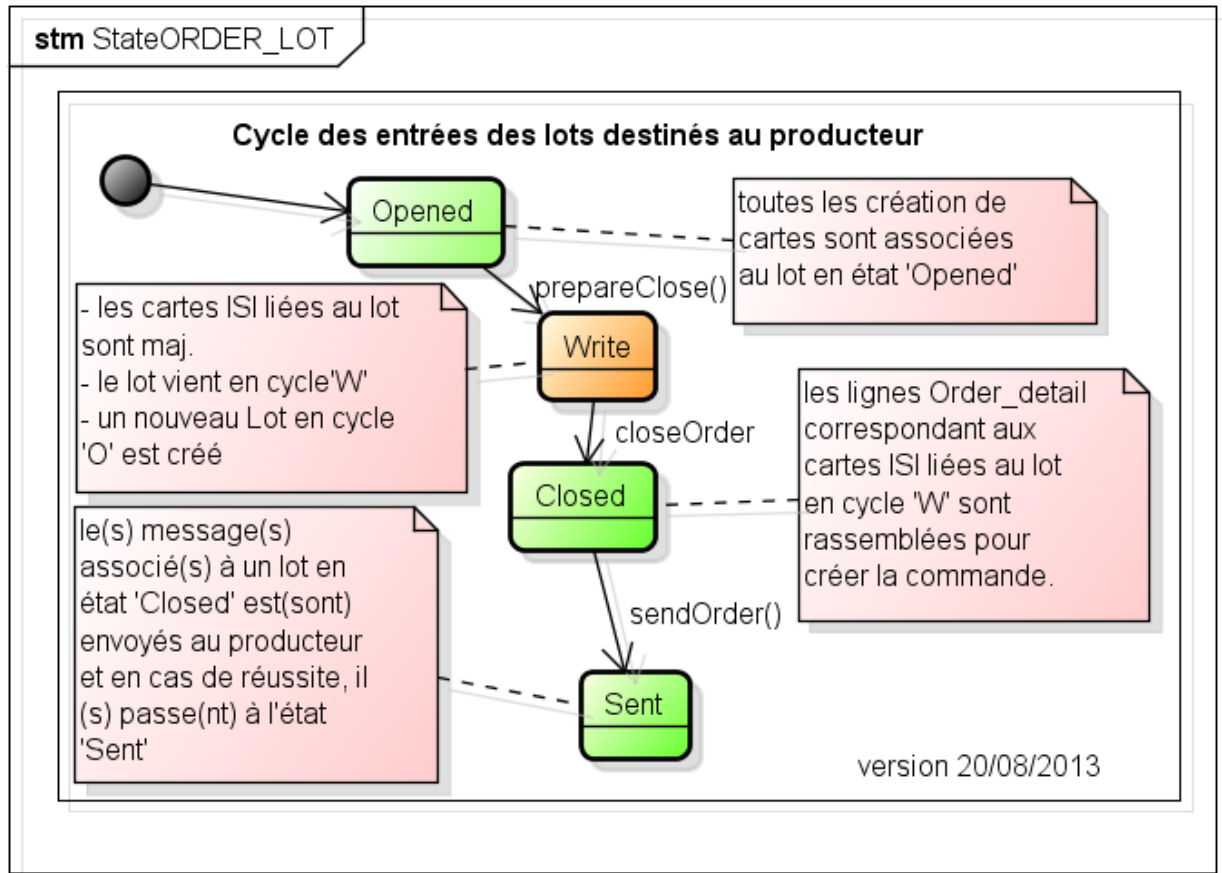 stm StateORDER_LOT
Cycle des entrées des lots destinés au producteur
Opened
toutes les création de
cartes sont associées
au lot en état 'Opened'
prepareClose()
- les cartes ISI liées au lot
sont maj.
- le lot vient en cycle'W'
- un nouveau Lot en cycle
'O' est créé
Write
closeOrder
les lignes Order_detail
correspondant aux
cartes ISI liées au lot
en cycle 'W' sont
rassemblées pour
créer la commande.
Closed
le(s) message(s)
associé(s) à un lot en
état 'Closed' est(sont)
envoyés au producteur
et en cas de réussite, il
(s) passe(nt) à l'état
'Sent'
sendOrder()
Sent
version 20/08/2013